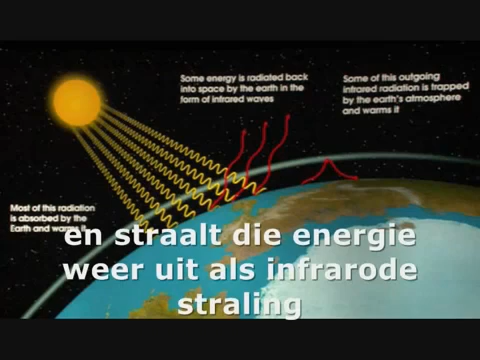 Some energy is radiated back
into space by the earth in the
form of infrared waves
Some of this outgoing
infrared radiation is trapped
by the earth's atmosphere
and warms it
Most of this radiation
is absorbed by the
Earth and warms it
en straalt die energie
weer uit als infrarode
straling